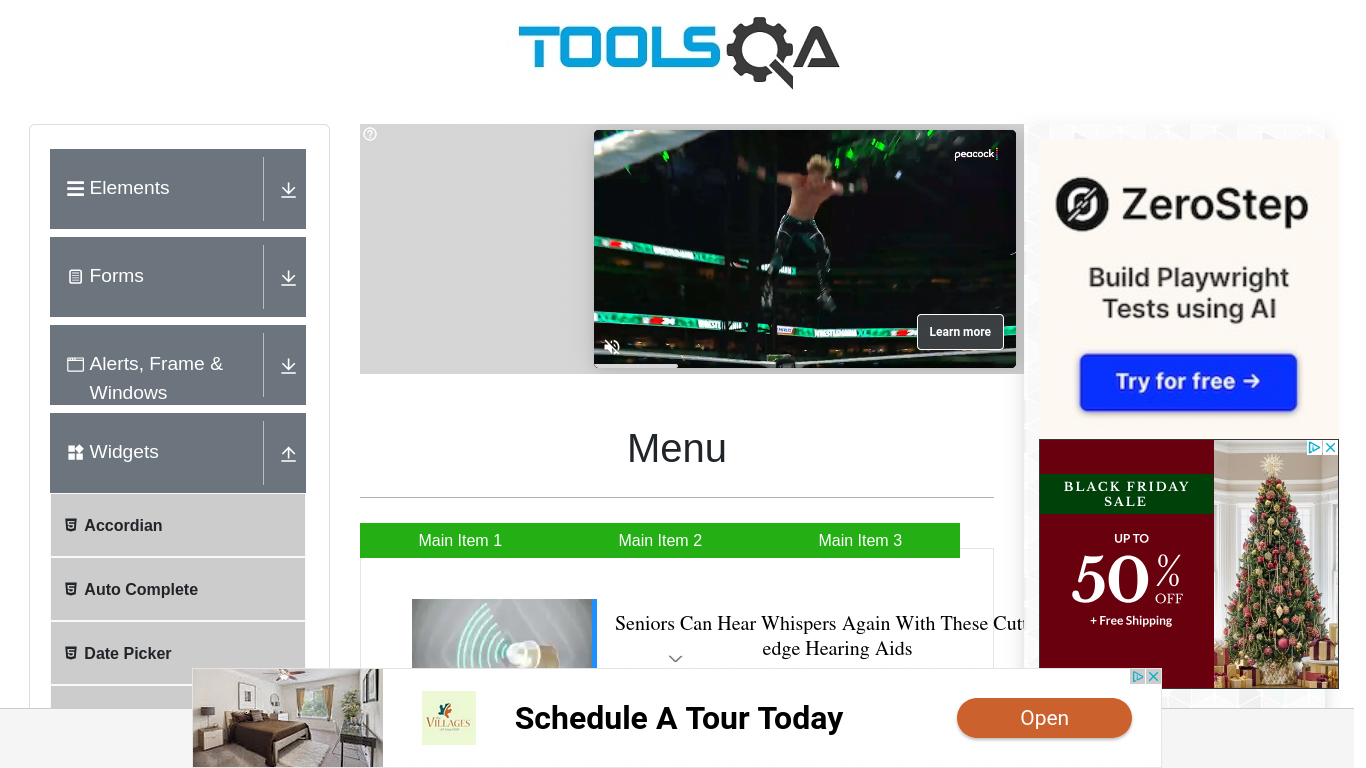 TOOLSQA
Elements
Forms
Alerts, Frame &
Windows
Widgets
Accordian
Auto Complete
Date Picker
peacock
Learn more
Menu
Main Item 1
Main Item 2
Main Item 3
Seniors Can Hear Whispers Again With These Cut
edge Hearing Aids
ZeroStep
Build Playwright
Tests using AI
Try for free →
BLACK FRIDAY
SALE
UP TO
50%
OFF
+ Free Shipping
VILLAGES
Schedule A Tour Today
Open